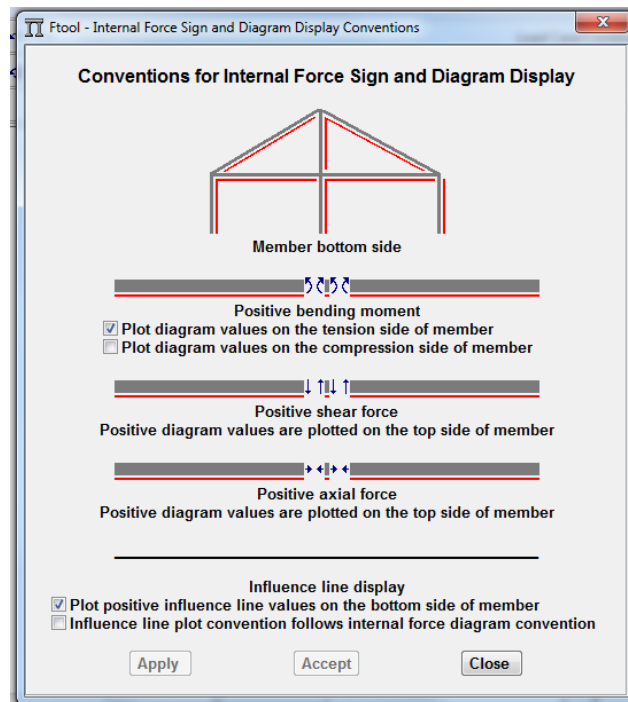 Ftool - Internal Force Sign and Diagram Display Conventions
Conventions for Internal Force Sign and Diagram Display
Member bottom side
Positive bending moment
Plot diagram values on the tension side of member
Plot diagram values on the compression side of member
Positive shear force
Positive diagram values are plotted on the top side of member
Positive axial force
Positive diagram values are plotted on the top side of member
Influence line display
Plot positive influence line values on the bottom side of member
Influence line plot convention follows internal force diagram convention
Apply Accept Close